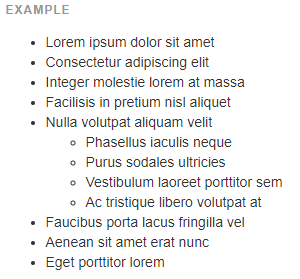 EXAMPLE
Lorem ipsum dolor sit amet
Consectetur adipiscing elit
Integer molestie lorem at massa
Facilisis in pretium nisl aliquet
Nulla volutpat aliquam velit
Phasellus iaculis neque
Purus sodales ultricies
Vestibulum laoreet porttitor sem
Ac tristique libero volutpat at
Faucibus porta lacus fringilla vel
Aenean sit amet erat nunc
Eget porttitor lorem